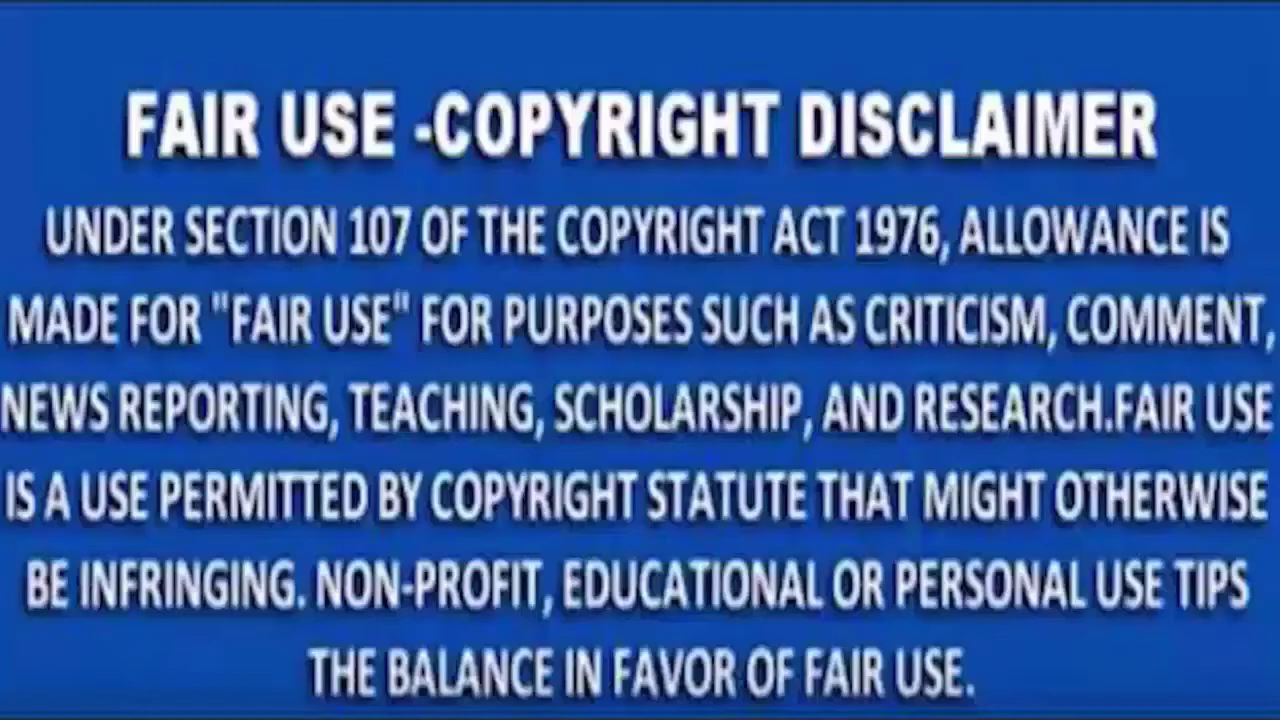 FAIR USE -COPYRIGHT DISCLAIMER
UNDER SECTION 107 OF THE COPYRIGHT ACT 1976, ALLOWANCE IS
MADE FOR "FAIR USE" FOR PURPOSES SUCH AS CRITICISM, COMMENT,
NEWS REPORTING, TEACHING, SCHOLARSHIP, AND RESEARCH.FAIR USE
IS A USE PERMITTED BY COPYRIGHT STATUTE THAT MIGHT OTHERWISE
BE INFRINGING. NON-PROFIT, EDUCATIONAL OR PERSONAL USE TIPS
THE BALANCE IN FAVOR OF FAIR USE.